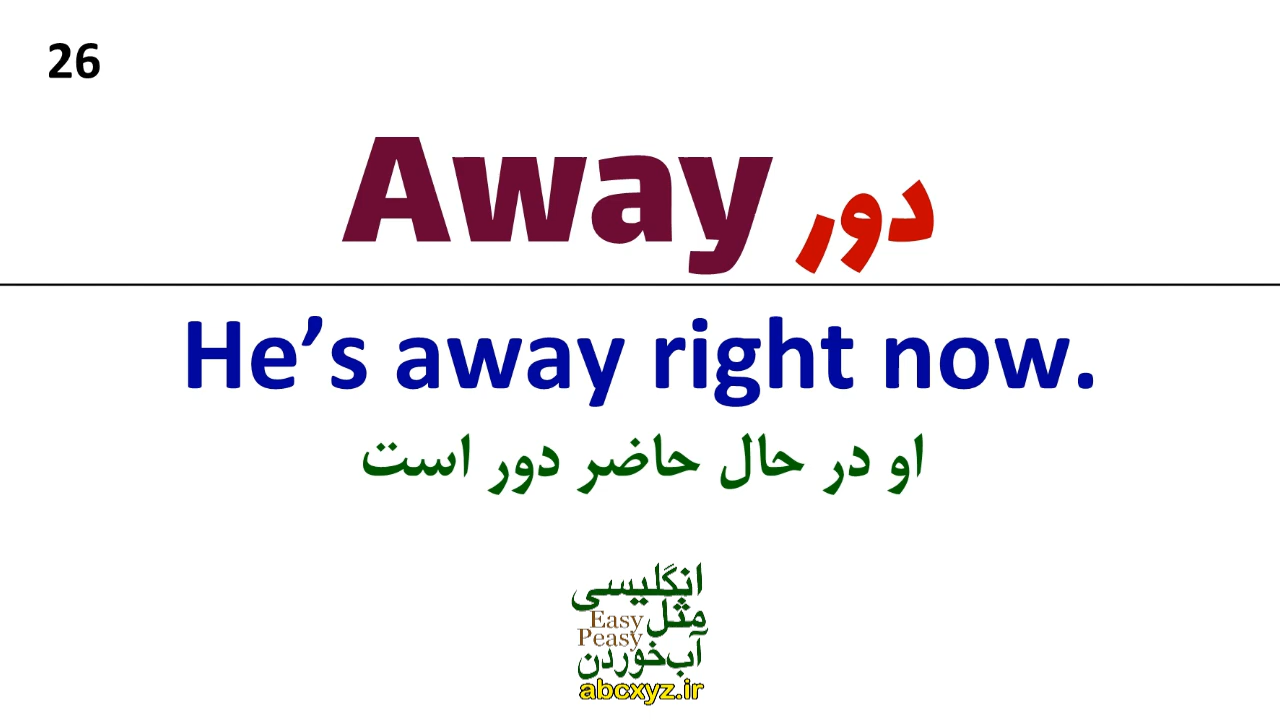 26
Away دور
He’s away right now.
او در حال حاضر دور است
انگلیسی
مثل Easy
Peasy
آب‌خوردن
abcxyz.ir